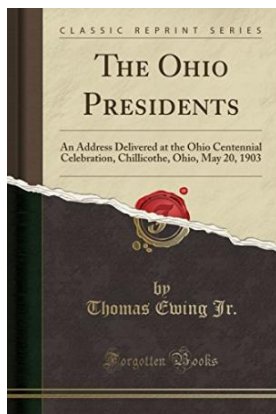 CLASSIC REPRINT SERIES
THE OHIO
PRESIDENTS
An Address Delivered at the Ohio Centennial
Celebration, Chillicothe, Ohio, May 20, 1903
by
Thomas Ewing Jr.
Forgotten Books